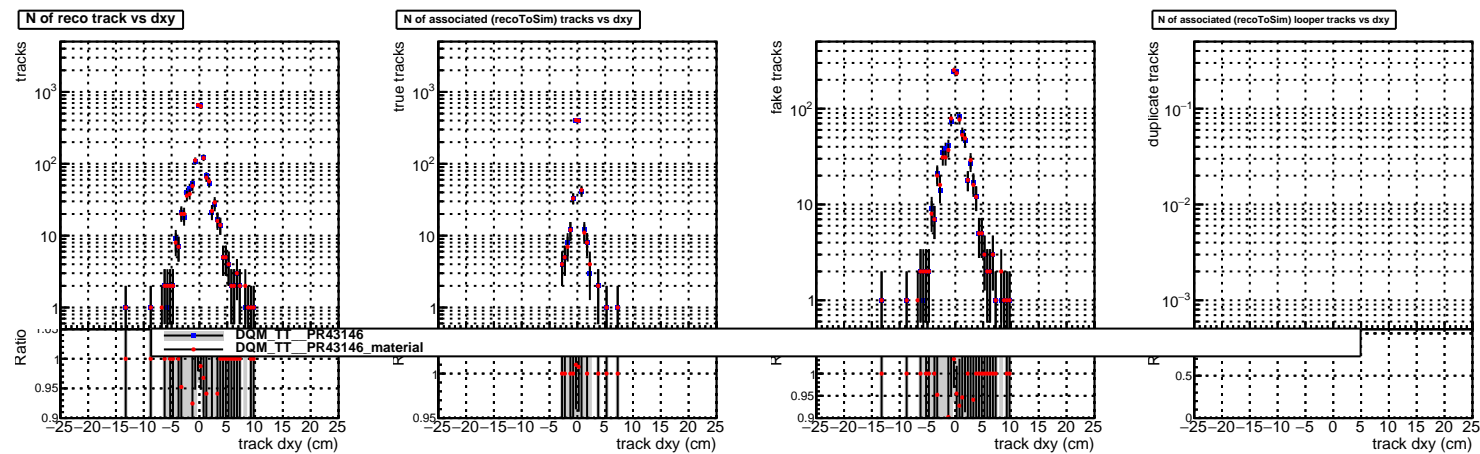 N of reco track vs dxy
tracks
10³
10²
10
1
Ratio
1.05
1
0.95
0.9
−25 −20 −15 −10 −5 0 5 10 15 20 25
track dxy (cm)
N of associated (recoToSim) tracks vs dxy
true tracks
10³
10²
10
1
1
0.95
−25 −20 −15 −10 −5 0 5 10 15 20 25
track dxy (cm)
fake tracks
10²
10
1
1
0.95
0.9
−25 −20 −15 −10 −5 0 5 10 15 20 25
track dxy (cm)
N of associated (recoToSim) looper tracks vs dxy
duplicate tracks
10⁻¹
10⁻²
10⁻³
0.5
0
−25 −20 −15 −10 −5 0 5 10 15 20 25
track dxy (cm)
DQM_TT__PR43146
DQM_TT__PR43146_material